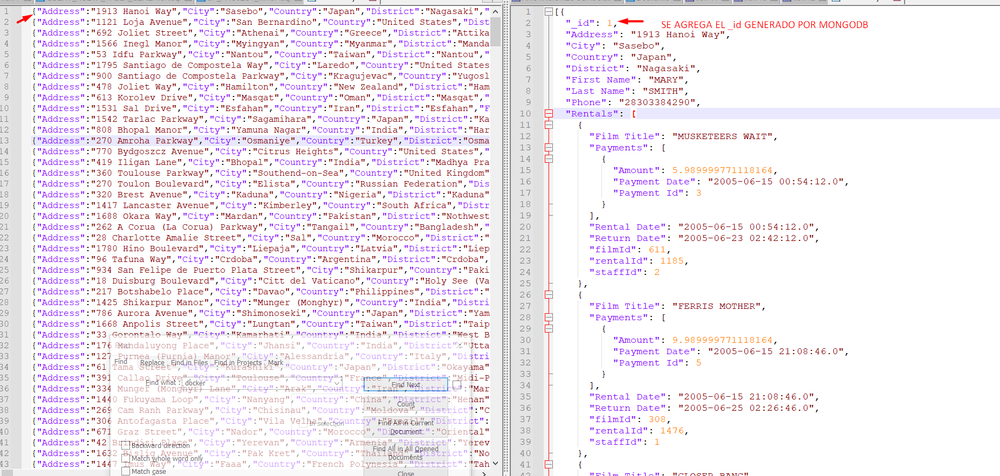 1 {"Address":"1913 Hanoi Way","City":"Sasebo","Country":"Japan","District":"Nagasaki","
2 {"Address":"1121 Loja Avenue","City":"San Bernardino","Country":"United States","Dist
3 {"Address":"692 Joliet Street","City":"Athenai","Country":"Greece","District":"Attika
4 {"Address":"1566 Inegl Manor","City":"Myingyan","Country":"Myanmar","District":"Manda
5 {"Address":"53 Idfu Parkway","City":"Nantou","Country":"Taiwan","District":"Nantou","
6 {"Address":"1795 Santiago de Compostela Way","City":"Laredo","Country":"United States
7 {"Address":"900 Santiago de Compostela Parkway","City":"Kragujevac","Country":"Yugosl
8 {"Address":"478 Joliet Way","City":"Hamilton","Country":"New Zealand","District":"Ham
9 {"Address":"613 Korolev Drive","City":"Masqat","Country":"Oman","District":"Masqat","
10 {"Address":"1531 Sal Drive","City":"Esfahan","Country":"Iran","District":"Esfahan","F
11 {"Address":"1542 Tarlac Parkway","City":"Sagamihara","Country":"Japan","District":"Ka
12 {"Address":"808 Bhopal Manor","City":"Yamuna Nagar","Country":"India","District":"Har
13 {"Address":"270 Amroha Parkway","City":"Osmaniye","Country":"Turkey","District":"Osma
14 {"Address":"770 Bydgoszcz Avenue","City":"Citrus Heights","Country":"United States","
15 {"Address":"419 Iligan Lane","City":"Bhopal","Country":"India","District":"Madhya Pra
16 {"Address":"360 Toulouse Parkway","City":"Southend-on-Sea","Country":"United Kingdom"
17 {"Address":"270 Toulon Boulevard","City":"Elista","Country":"Russian Federation","Dis
18 {"Address":"320 Brest Avenue","City":"Kaduna","Country":"Nigeria","District":"Kaduna"
19 {"Address":"1417 Lancaster Avenue","City":"Kimberley","Country":"South Africa","Distr
20 {"Address":"1688 Okara Way","City":"Mardan","Country":"Pakistan","District":"Nothwest
21 {"Address":"262 A Corua (La Corua) Parkway","City":"Tangail","Country":"Bangladesh","
22 {"Address":"28 Charlotte Amalie Street","City":"Sal","Country":"Morocco","District":"
23 {"Address":"1780 Hino Boulevard","City":"Liepaja","Country":"Latvia","District":"Liep
24 {"Address":"96 Tafuna Way","City":"Crdoba","Country":"Argentina","District":"Crdoba",
25 {"Address":"934 San Felipe de Puerto Plata Street","City":"Shikarpur","Country":"Paki
26 {"Address":"18 Duisburg Boulevard","City":"Citt del Vaticano","Country":"Holy See (Va
27 {"Address":"217 Botshabelo Place","City":"Davao","Country":"Philippines","District":"
28 {"Address":"1425 Shikarpur Manor","City":"Munger (Monghyr)","Country":"India","Distri
29 {"Address":"786 Aurora Avenue","City":"Shimonoseki","Country":"Japan","District":"Yam
30 {"Address":"1668 Anpolis Street","City":"Lungtan","Country":"Taiwan","District":"Taip
31 {"Address":"33 Gorontalo Way","City":"Kamarhati","Country":"India","District":"West B
32 {"Address":"176 Mandaluyong Place","City":"Jhansi","Country":"India","District":"Utta
33 {"Address":"127 Purnea (Purnia) Manor","City":"Alessandria","Country":"Italy","Distri
34 {"Address":"61 Tama Street","City":"Kurashiki","Country":"Japan","District":"Okayama"
35 {"Address":"391 Callao Drive","City":"Toulouse","Country":"France","District":"Midi-P
36 {"Address":"334 Munger (Monghyr) Lane","City":"Arak","Country":"Iran","District":"Mar
37 {"Address":"1440 Fukuyama Loop","City":"Nanyang","Country":"China","District":"Henan"
38 {"Address":"269 Cam Ranh Parkway","City":"Chisinau","Country":"Moldova","District":"C
39 {"Address":"306 Antofagasta Place","City":"Vila Velha","Country":"Brazil","District":
40 {"Address":"671 Graz Street","City":"Nador","Country":"Morocco","District":"Oriental"
41 {"Address":"42 Brindisi Place","City":"Yerevan","Country":"Armenia","District":"Yerev
42 {"Address":"1632 Bislig Avenue","City":"Pak Kret","Country":"Thailand","District":"No
43 {"Address":"1447 Imus Way","City":"Faaa","Country":"French Polynesia","District":"Tah
Find
Find Replace Find in Files Find in Projects Mark
Find what : docker
Find Next
Count
In selection
Find All in Current
Document
Find All in All Opened
Documents
Close
Backward direction
Match whole word only
Match case
1 [{
2 "_id": 1,
SE AGREGA EL _id GENERADO POR MONGODB
3 "Address": "1913 Hanoi Way",
4 "City": "Sasebo",
5 "Country": "Japan",
6 "District": "Nagasaki",
7 "First Name": "MARY",
8 "Last Name": "SMITH",
9 "Phone": "28303384290",
10 "Rentals": [
11 {
12 "Film Title": "MUSKETEERS WAIT",
13 "Payments": [
14 {
15 "Amount": 5.989999771118164,
16 "Payment Date": "2005-06-15 00:54:12.0",
17 "Payment Id": 3
18 }
19 ],
20 "Rental Date": "2005-06-15 00:54:12.0",
21 "Return Date": "2005-06-23 02:42:12.0",
22 "filmId": 611,
23 "rentalId": 1185,
24 "staffId": 2
25 },
26 {
27 "Film Title": "FERRIS MOTHER",
28 "Payments": [
29 {
30 "Amount": 9.989999771118164,
31 "Payment Date": "2005-06-15 21:08:46.0",
32 "Payment Id": 5
33 }
34 ],
35 "Rental Date": "2005-06-15 21:08:46.0",
36 "Return Date": "2005-06-25 02:26:46.0",
37 "filmId": 308,
38 "rentalId": 1476,
39 "staffId": 1
40 },
41 {
42 "Film Title": "CLOSER BANG"